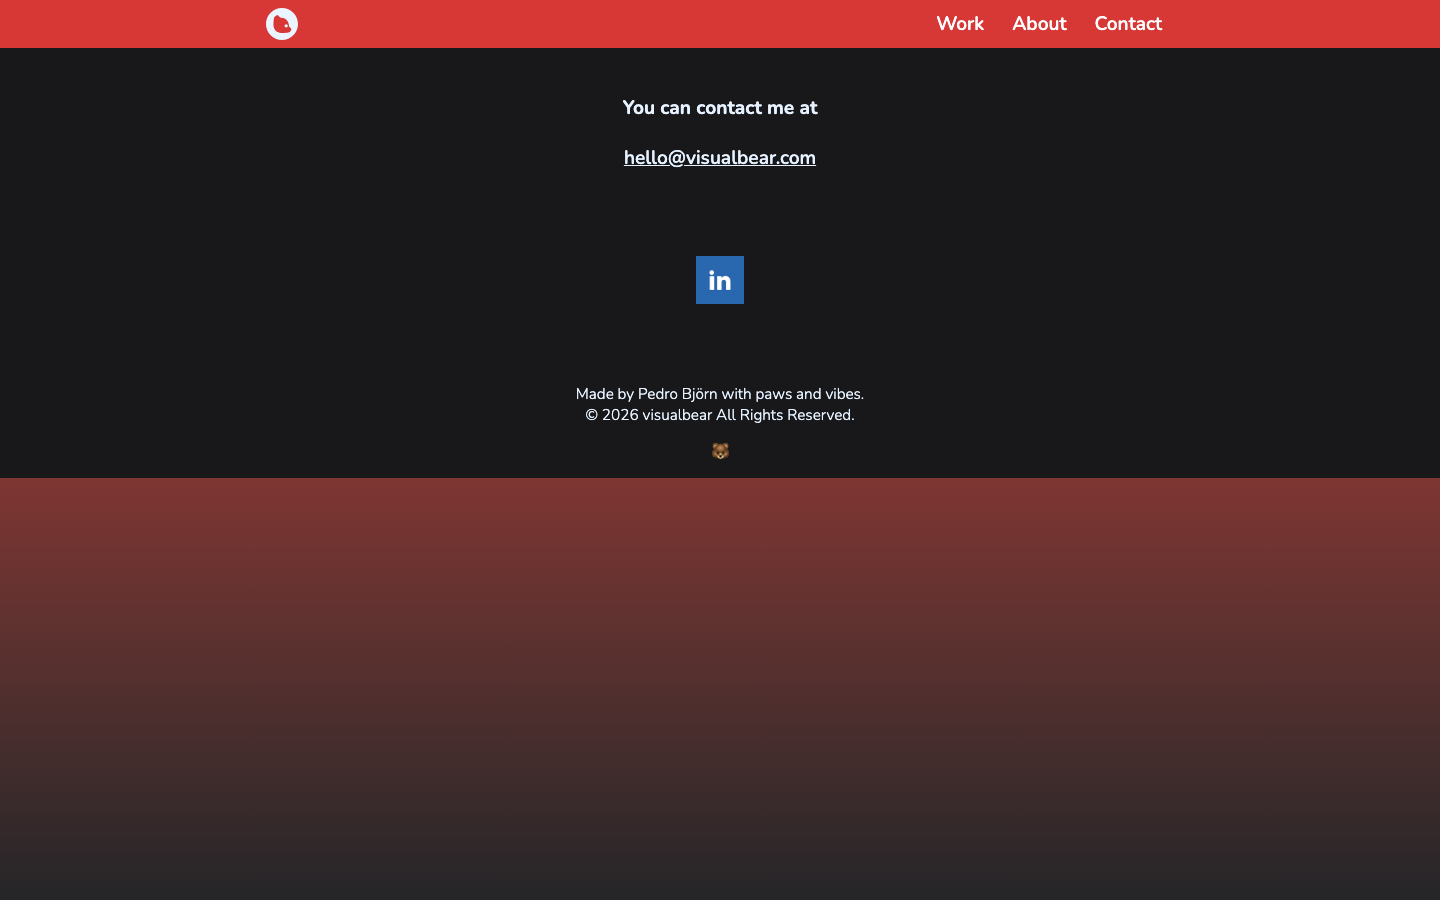 Work About Contact
You can contact me at
hello@visualbear.com
in
Made by Pedro Björn with paws and vibes.
© 2026 visualbear All Rights Reserved.